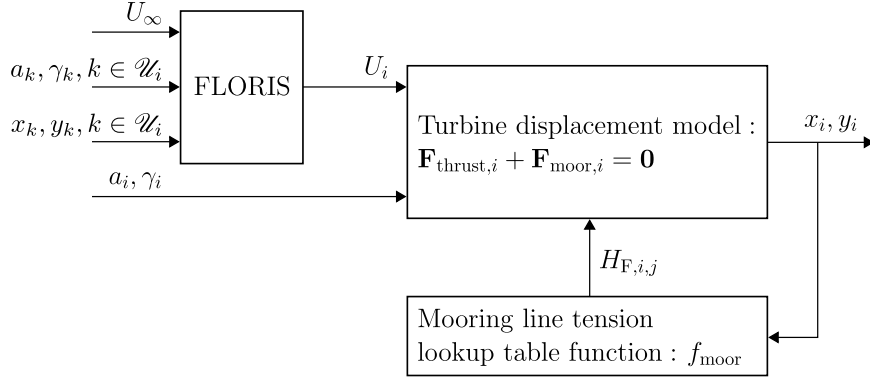 U∞
a_k, γ_k, k ∈ 𝒰_i
FLORIS
U_i
x_k, y_k, k ∈ 𝒰_i
a_i, γ_i
Turbine displacement model :
F_thrust,i + F_moor,i = 0
x_i, y_i
H_F,i,j
Mooring line tension
lookup table function : f_moor